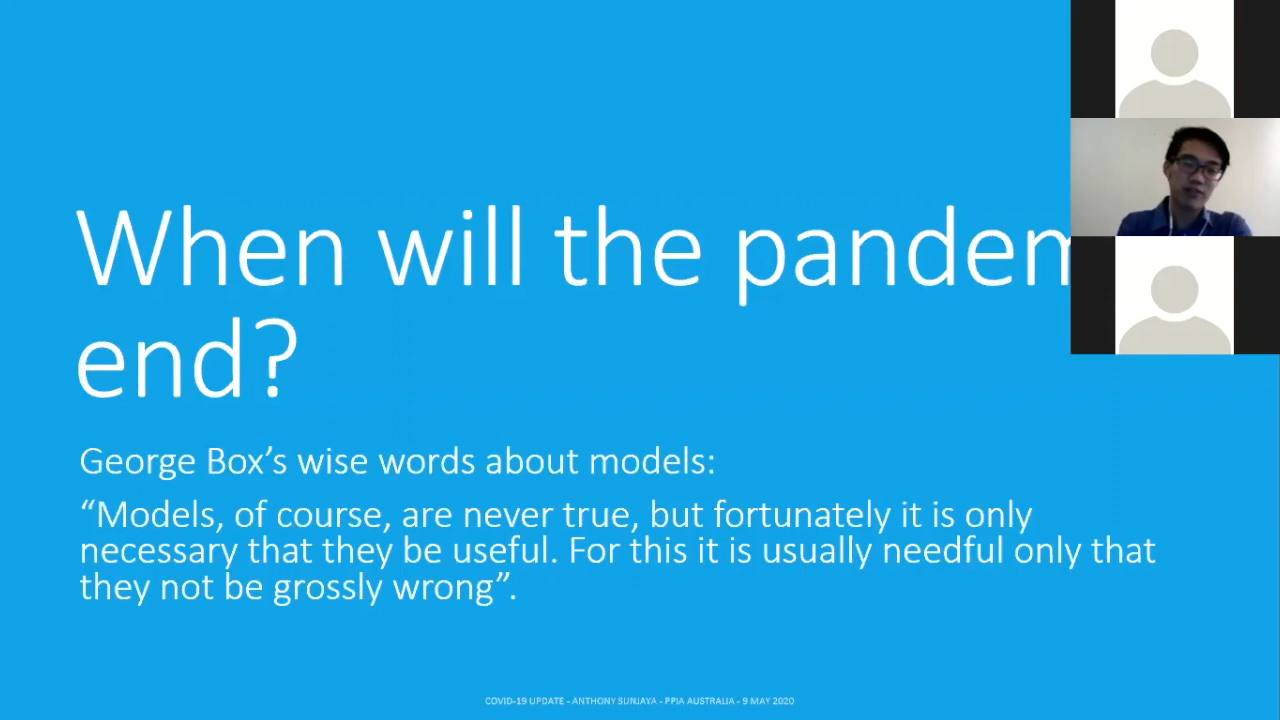 When will the pandem
end?
George Box’s wise words about models:
“Models, of course, are never true, but fortunately it is only
necessary that they be useful. For this it is usually needful only that
they not be grossly wrong”.
COVID-19 UPDATE - ANTHONY SUNJAYA - PPIA AUSTRALIA - 9 MAY 2020